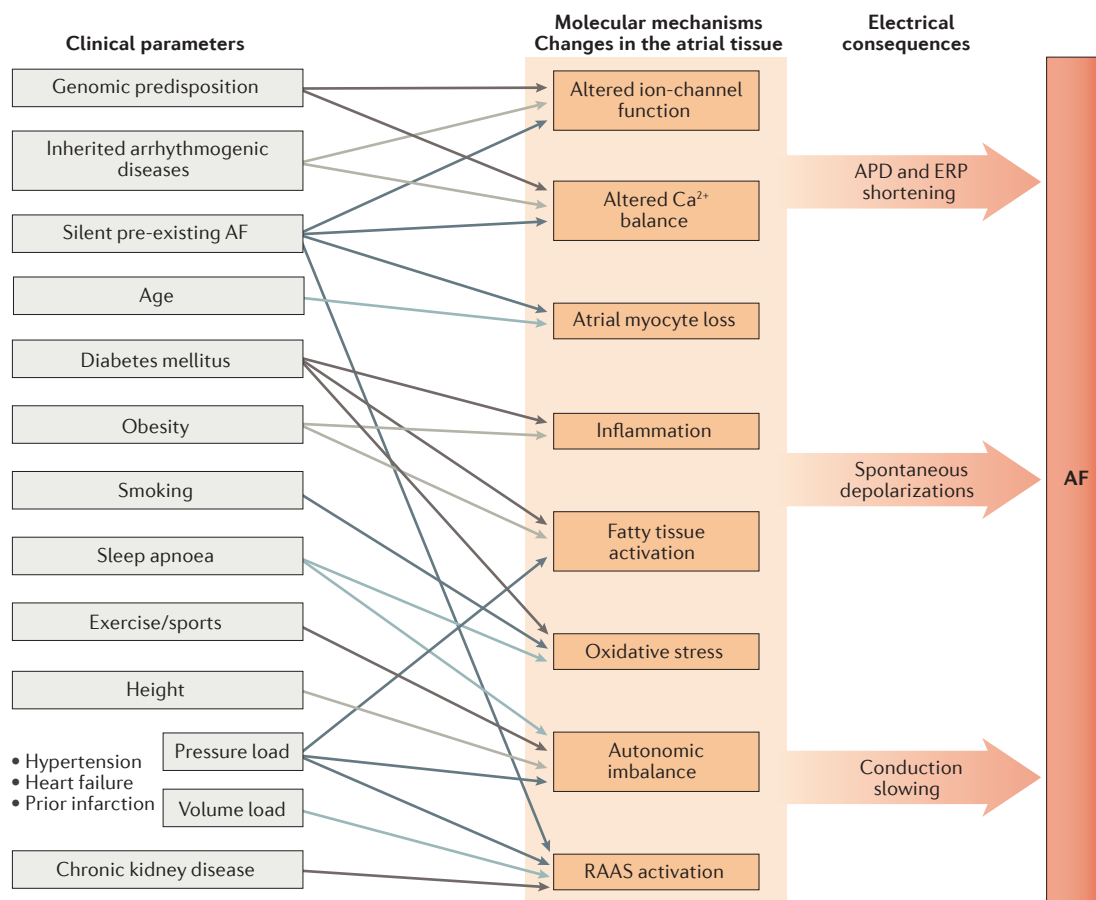 Clinical parameters
Molecular mechanisms
Changes in the atrial tissue
Electrical
consequences
Genomic predisposition
Inherited arrhythmogenic
diseases
Silent pre-existing AF
Age
Diabetes mellitus
Obesity
Smoking
Sleep apnoea
Exercise/sports
Height
• Hypertension
• Heart failure
• Prior infarction
Pressure load
Volume load
Chronic kidney disease
Altered ion-channel
function
Altered Ca²⁺
balance
Atrial myocyte loss
Inflammation
Fatty tissue
activation
Oxidative stress
Autonomic
imbalance
RAAS activation
APD and ERP
shortening
Spontaneous
depolarizations
Conduction
slowing
AF